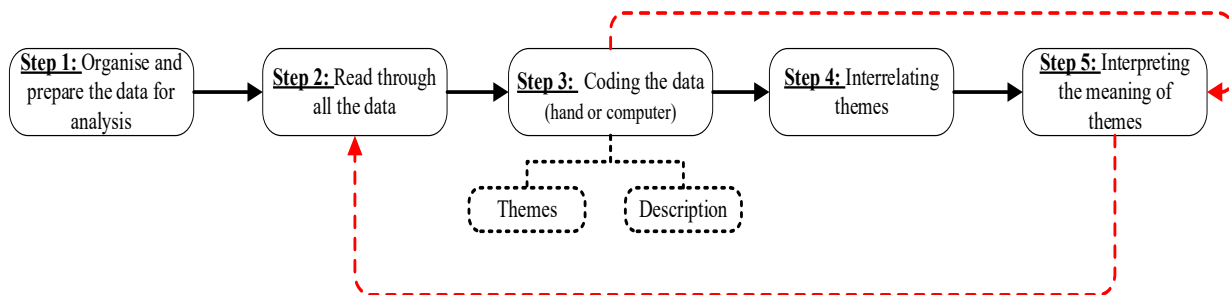 Step 1: Organise and
prepare the data for
analysis
Step 2: Read through
all the data
Step 3: Coding the data
(hand or computer)
Step 4: Interrelating
themes
Step 5: Interpreting
the meaning of
themes
Themes
Description